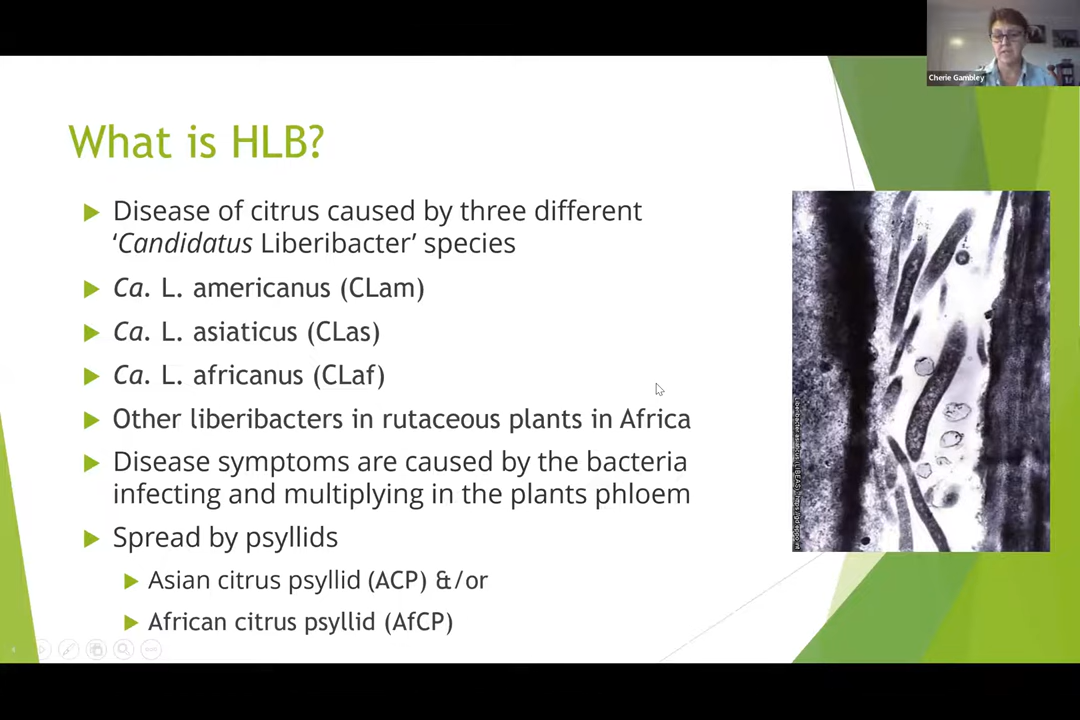 Cherie Gambley
What is HLB?
Disease of citrus caused by three different
‘Candidatus Liberibacter’ species
Ca. L. americanus (CLam)
Ca. L. asiaticus (CLas)
Ca. L. africanus (CLaf)
Other liberibacters in rutaceous plants in Africa
Disease symptoms are caused by the bacteria
infecting and multiplying in the plants phloem
Spread by psyllids
Asian citrus psyllid (ACP) &/or
African citrus psyllid (AfCP)